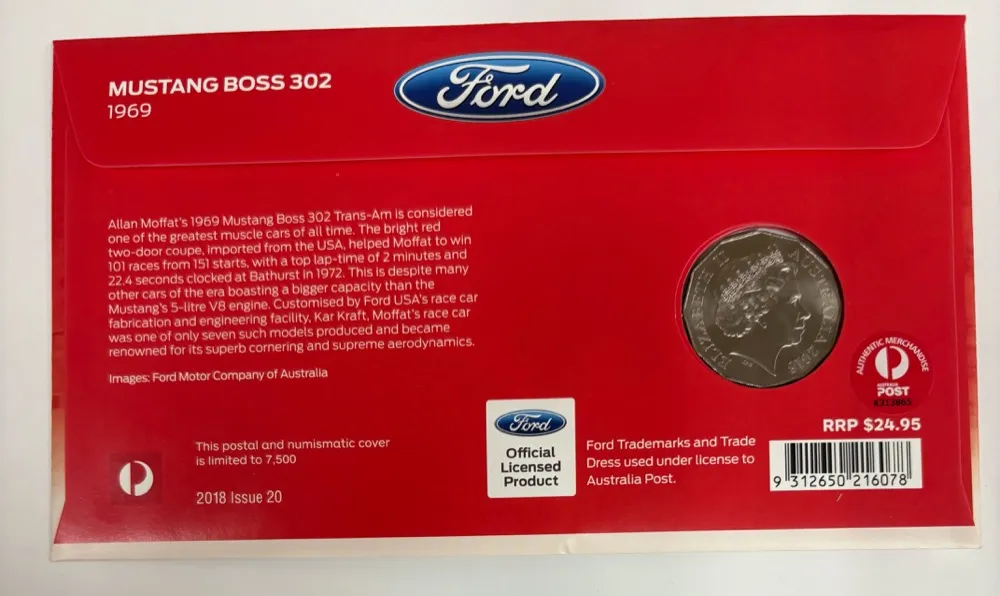 MUSTANG BOSS 302
1969
Ford
Allan Moffat's 1969 Mustang Boss 302 Trans-Am is considered
one of the greatest muscle cars of all time. The bright red
two-door coupe, imported from the USA, helped Moffat to win
101 races from 151 starts, with a top lap-time of 2 minutes and
22.4 seconds clocked at Bathurst in 1972. This is despite many
other cars of the era boasting a bigger capacity than the
Mustang's 5-litre V8 engine. Customised by Ford USA's race car
fabrication and engineering facility, Kar Kraft, Moffat's race car
was one of only seven such models produced and became
renowned for its superb cornering and supreme aerodynamics.
Images: Ford Motor Company of Australia
ELIZABETH II AUSTRALIA 2018
AUTHENTIC MERCHANDISE
AUSTRALIA
POST
RRP $24.95
9 312650 216078
This postal and numismatic cover
is limited to 7,500
2018 Issue 20
Ford
Official
Licensed
Product
Ford Trademarks and Trade
Dress used under license to
Australia Post.